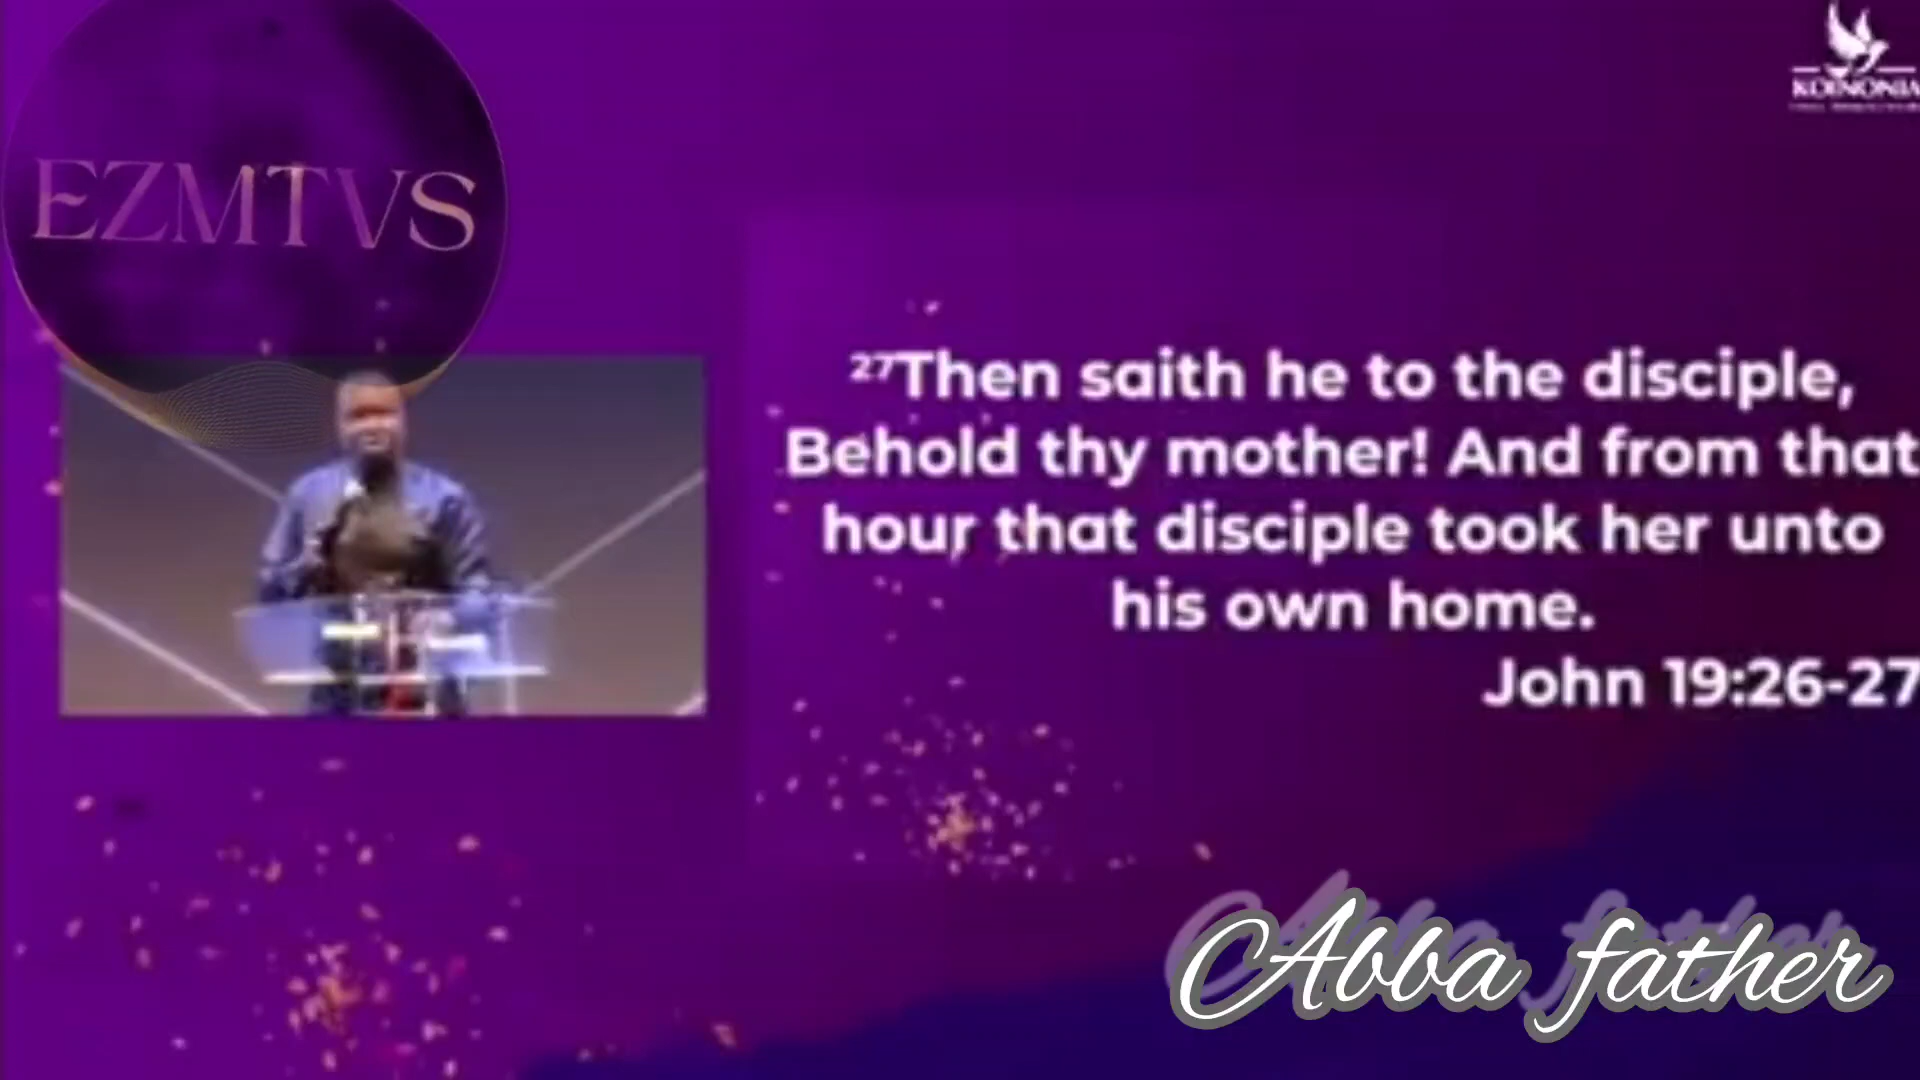 EZMTVS
KOINONIA
27Then saith he to the disciple,
Behold thy mother! And from that
hour that disciple took her unto
his own home.
John 19:26-27
Abba father